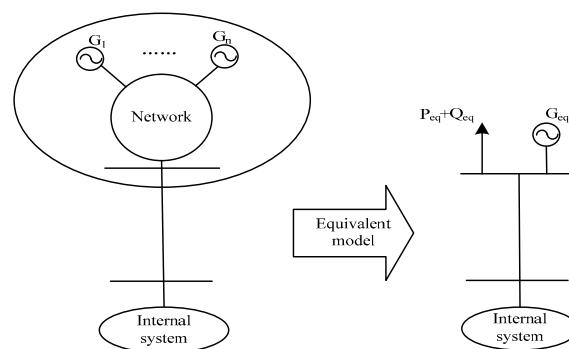 G1 ...... Gn
Network
Peq+Qeq
Geq
Equivalent
model
Internal
system
Internal
system